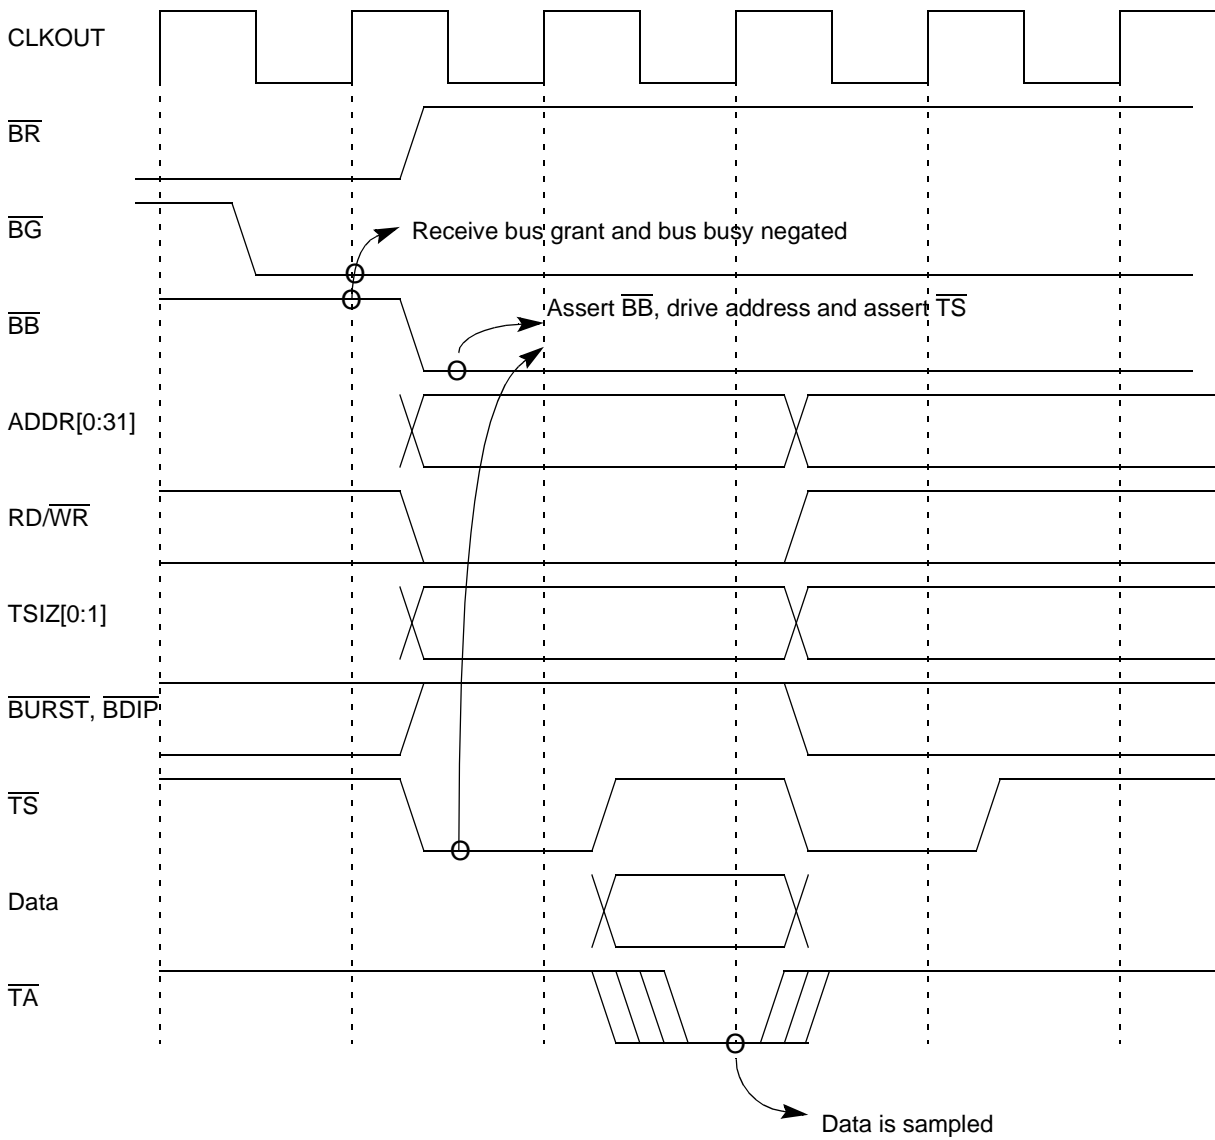 CLKOUT
BR
BG
Receive bus grant and bus busy negated
BB
Assert BB, drive address and assert TS
ADDR[0:31]
RD/WR
TSIZ[0:1]
BURST, BDIP
TS
Data
TA
Data is sampled